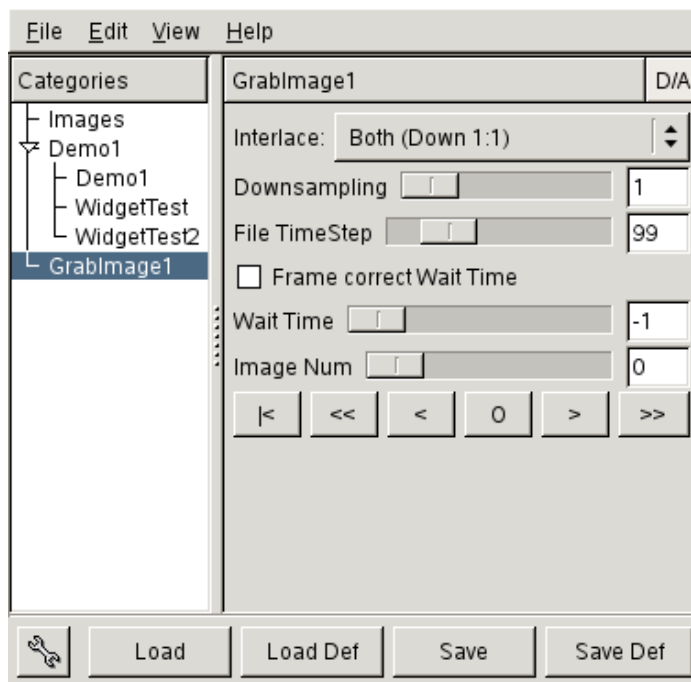 File Edit View Help
Categories
Images
Demo1
Demo1
WidgetTest
WidgetTest2
GrabImage1
GrabImage1 D/A
Interlace: Both (Down 1:1)
Downsampling 1
File TimeStep 99
Frame correct Wait Time
Wait Time -1
Image Num 0
|< << < O > >>
Load Load Def Save Save Def